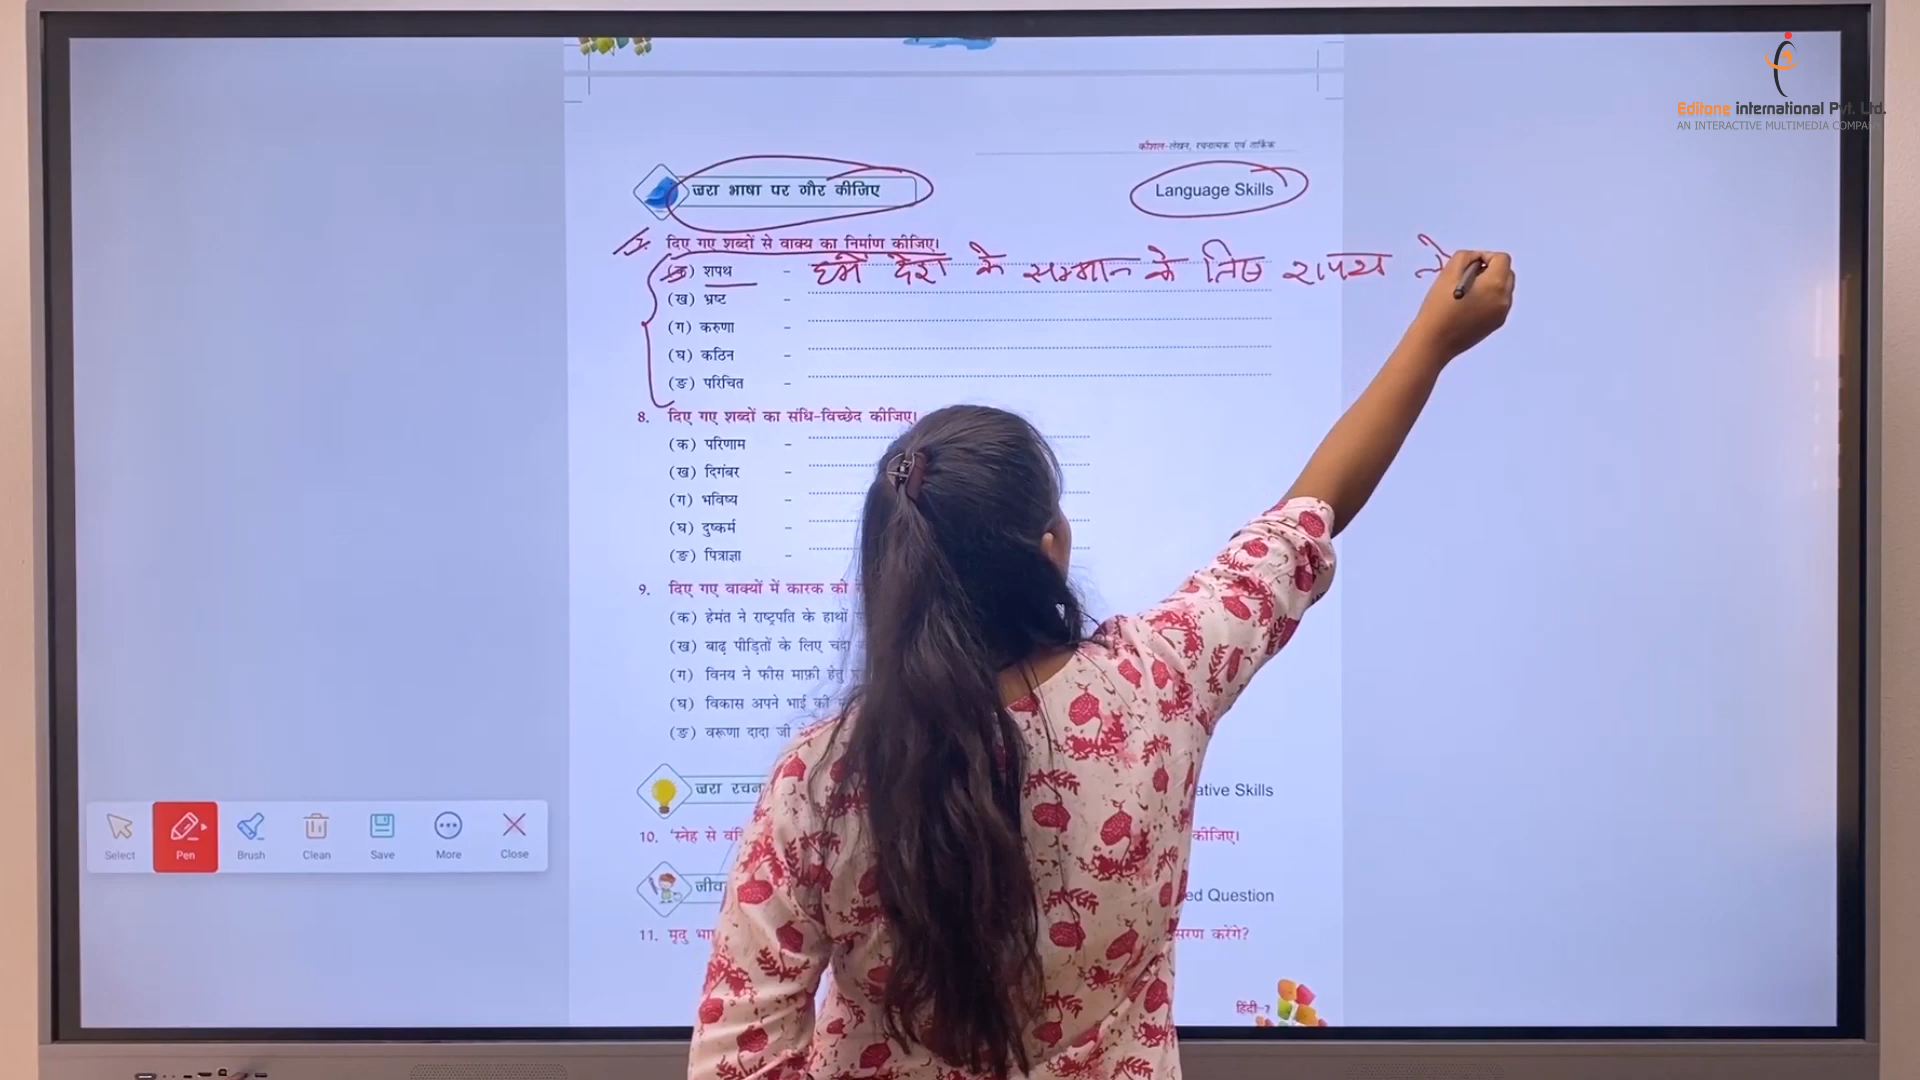 Editone international Pvt. Ltd.
AN INTERACTIVE MULTIMEDIA COMPANY
कौशल-लेखन, रचनात्मक एवं तार्किक
ज़रा भाषा पर गौर कीजिए
Language Skills
7. दिए गए शब्दों से वाक्य का निर्माण कीजिए।
(क) शपथ - हमें देश के सम्मान के लिए शपथ
(ख) भ्रष्ट -
(ग) करुणा -
(घ) कठिन -
(ङ) परिचित -
8. दिए गए शब्दों का संधि-विच्छेद कीजिए।
(क) परिणाम -
(ख) दिगंबर -
(ग) भविष्य -
(घ) दुष्कर्म -
(ङ) पित्राज्ञा -
9. दिए गए वाक्यों में कारक को
(क) हेमंत ने राष्ट्रपति के हाथों
(ख) बाढ़ पीड़ितों के लिए चंदा
(ग) विनय ने फीस माफ़ी हेतु
(घ) विकास अपने भाई की
(ङ) वरूणा दादा जी
ज़रा रचन
ative Skills
10. 'स्नेह से वंचि
कीजिए।
जीव
ed Question
11. मृदु भा
सरण करेंगे?
हिंदी-7
Select
Pen
Brush
Clean
Save
More
Close